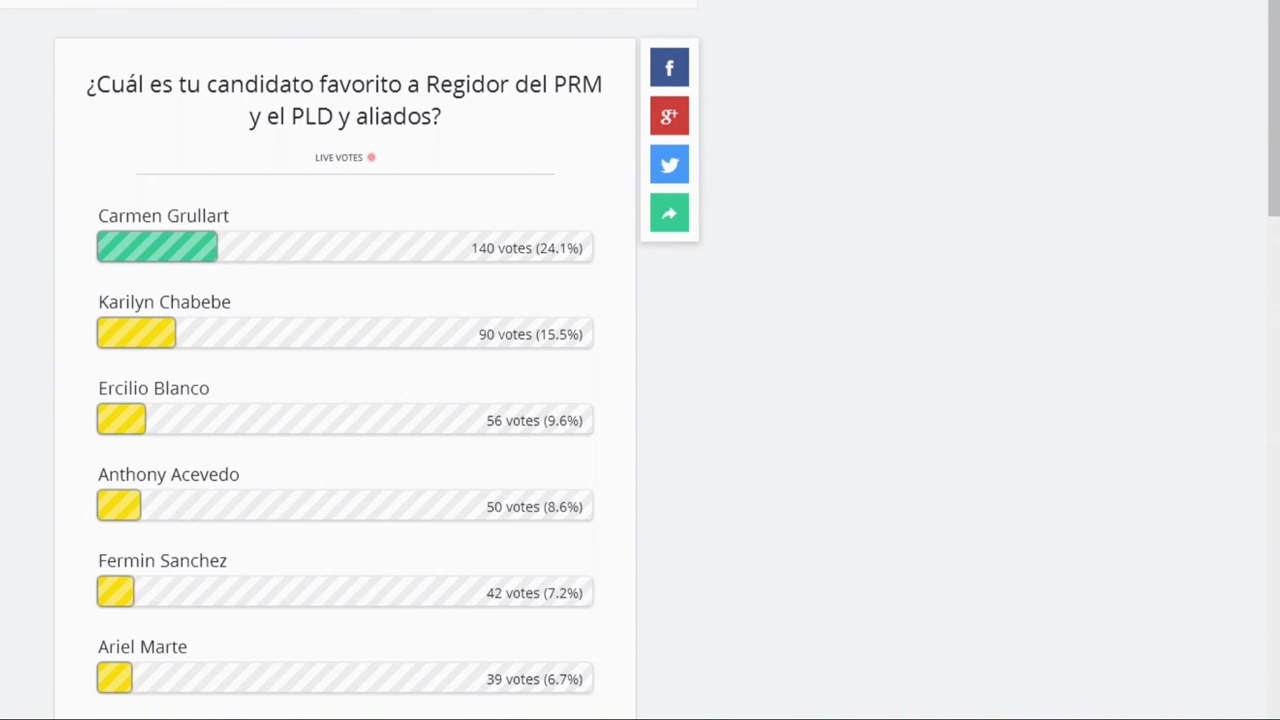 ¿Cuál es tu candidato favorito a Regidor del PRM
y el PLD y aliados?
LIVE VOTES
Carmen Grullart
140 votes (24.1%)
Karilyn Chabebe
90 votes (15.5%)
Ercilio Blanco
56 votes (9.6%)
Anthony Acevedo
50 votes (8.6%)
Fermin Sanchez
42 votes (7.2%)
Ariel Marte
39 votes (6.7%)
f
g+